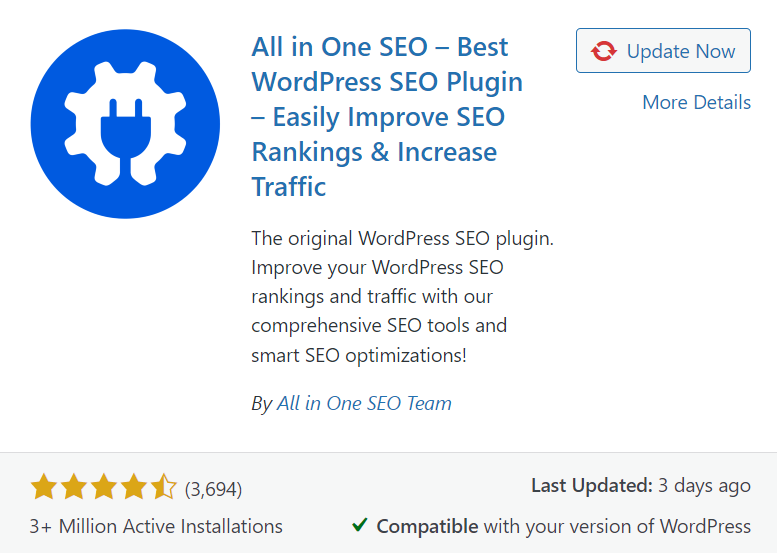 All in One SEO – Best
WordPress SEO Plugin
– Easily Improve SEO
Rankings & Increase
Traffic
Update Now
More Details
The original WordPress SEO plugin.
Improve your WordPress SEO
rankings and traffic with our
comprehensive SEO tools and
smart SEO optimizations!
By All in One SEO Team
(3,694)
Last Updated: 3 days ago
3+ Million Active Installations
Compatible with your version of WordPress